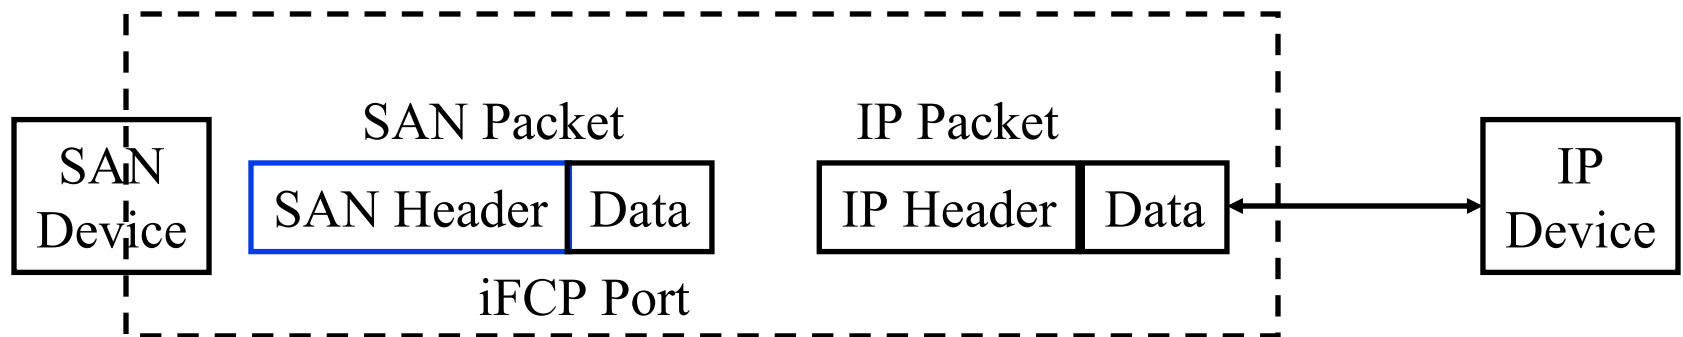 SAN Packet
IP Packet
SAN
Device
SAN Header
Data
IP Header
Data
IP
Device
iFCP Port